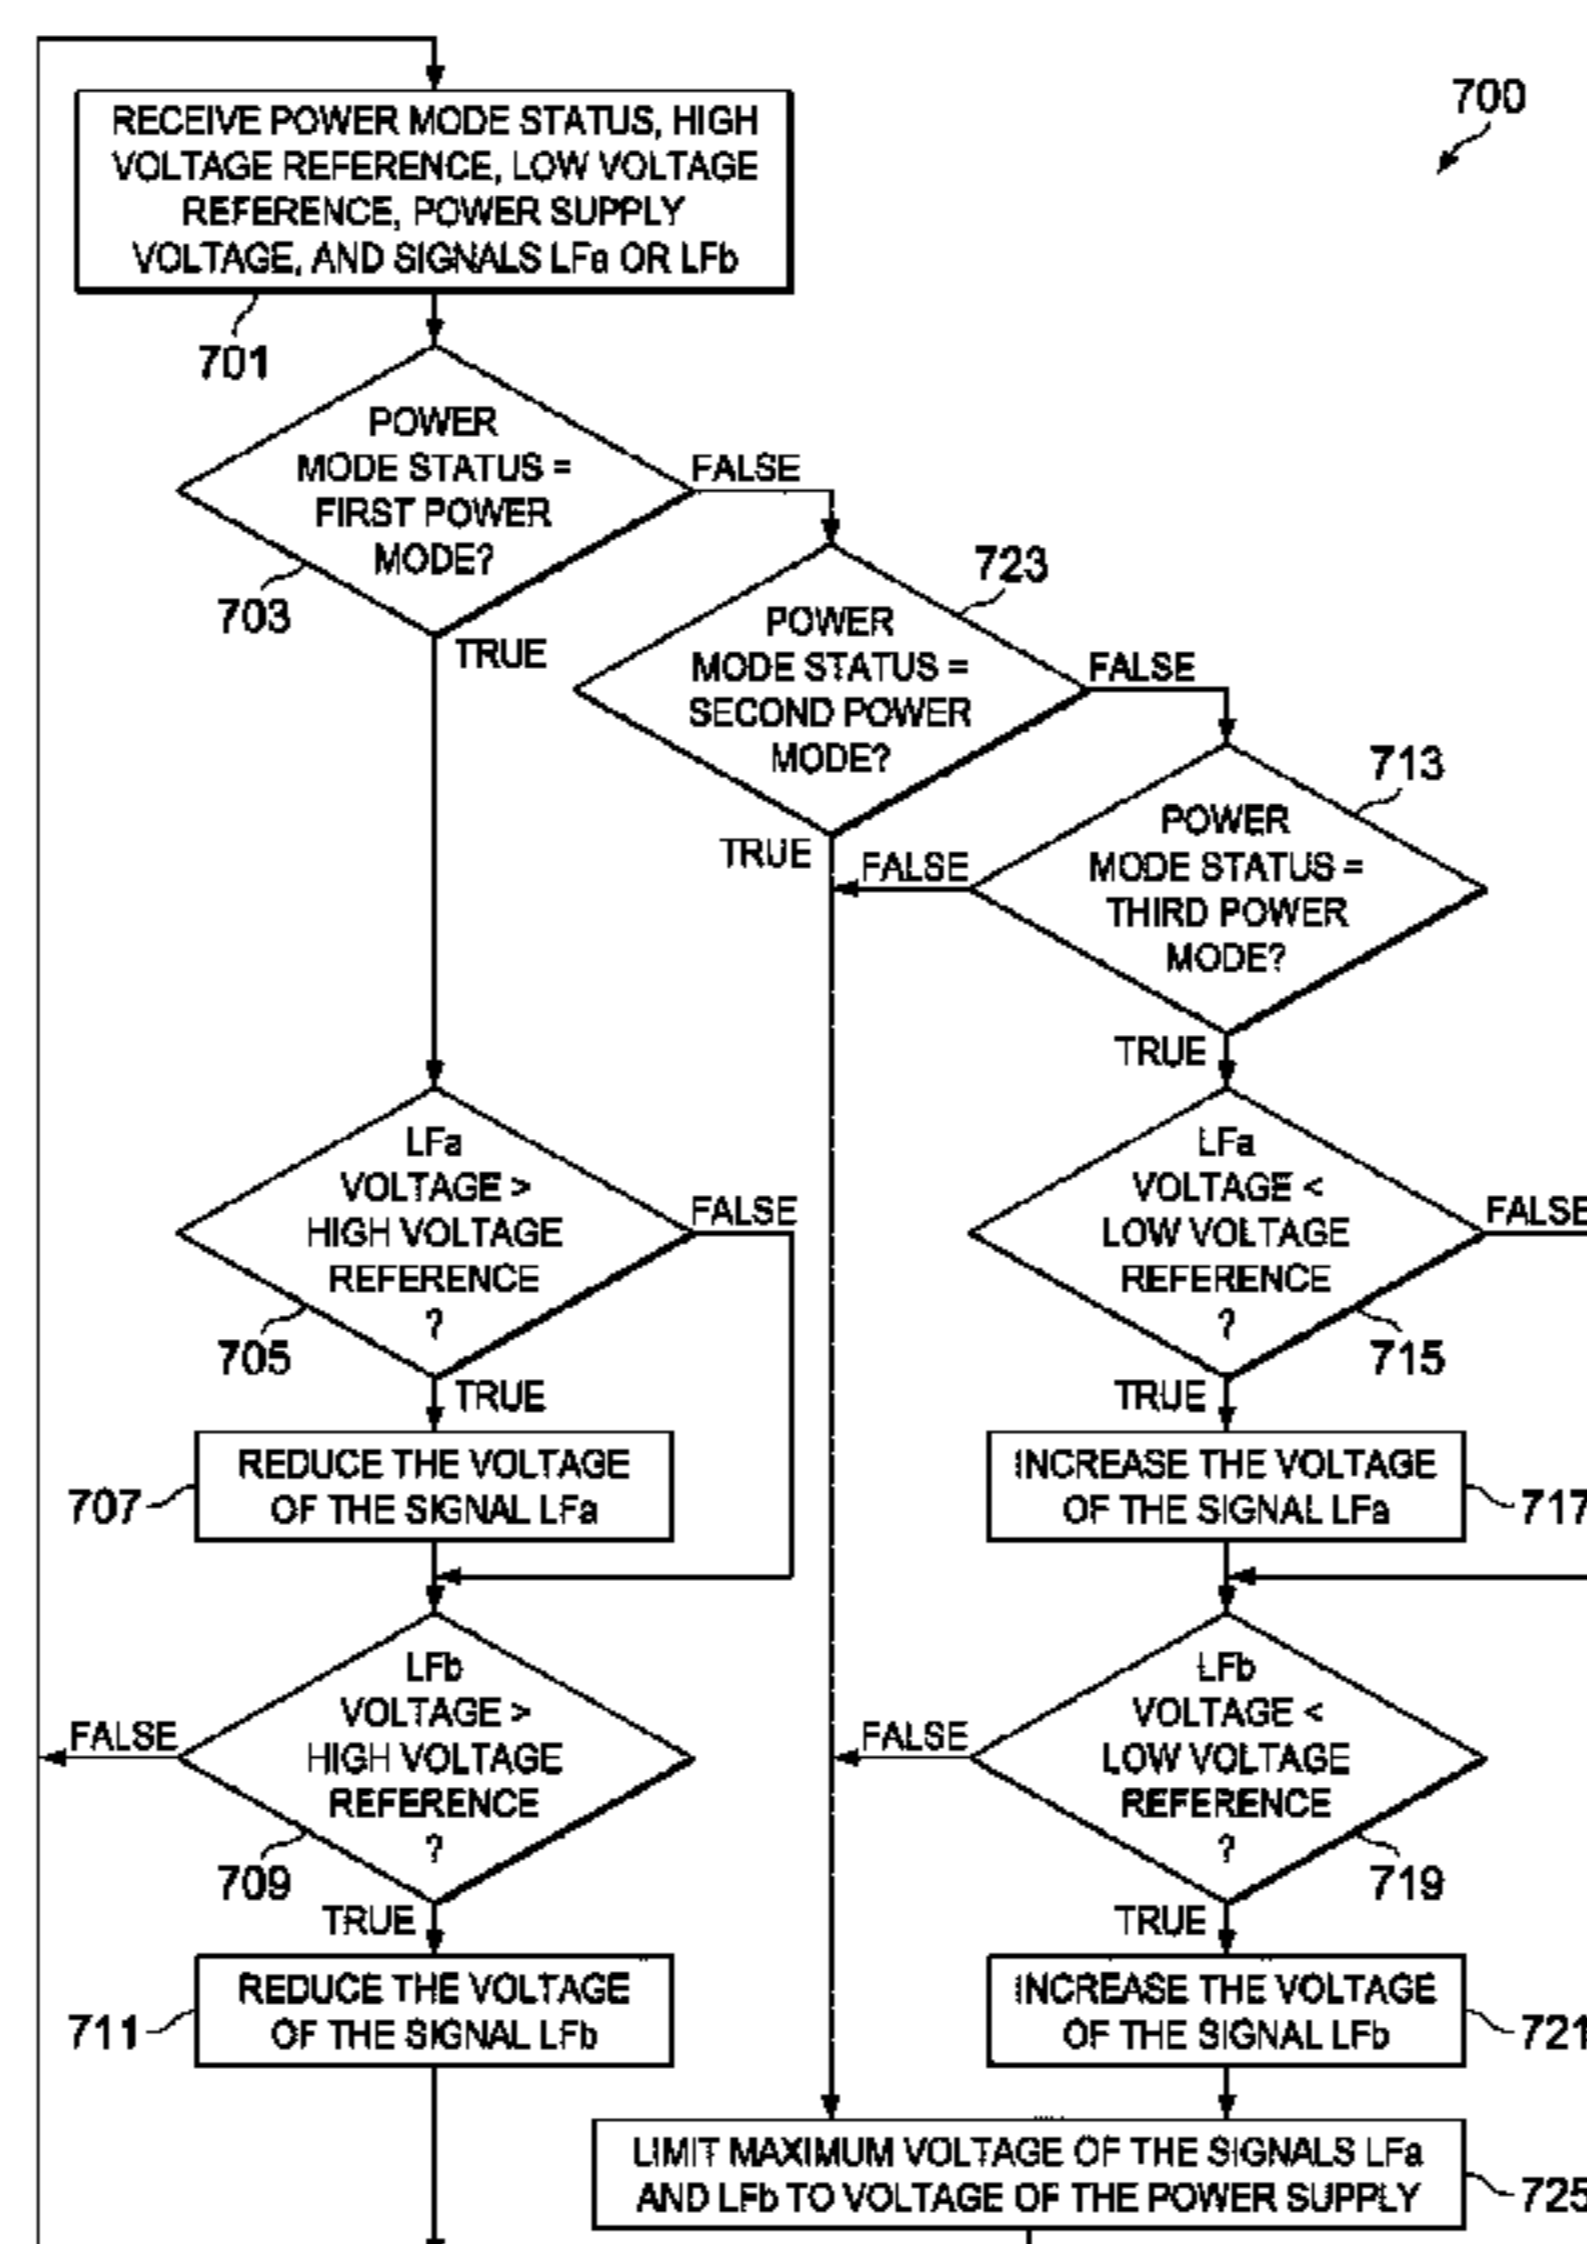 700
RECEIVE POWER MODE STATUS, HIGH
VOLTAGE REFERENCE, LOW VOLTAGE
REFERENCE, POWER SUPPLY
VOLTAGE, AND SIGNALS LFa OR LFb
701
POWER
MODE STATUS =
FIRST POWER
MODE?
703
FALSE
TRUE
723
POWER
MODE STATUS =
SECOND POWER
MODE?
FALSE
TRUE
713
POWER
MODE STATUS =
THIRD POWER
MODE?
FALSE
TRUE
LFa
VOLTAGE >
HIGH VOLTAGE
REFERENCE
?
705
FALSE
TRUE
LFa
VOLTAGE <
LOW VOLTAGE
REFERENCE
?
715
FALSE
TRUE
REDUCE THE VOLTAGE
OF THE SIGNAL LFa
707
INCREASE THE VOLTAGE
OF THE SIGNAL LFa
717
LFb
VOLTAGE >
HIGH VOLTAGE
REFERENCE
?
709
FALSE
TRUE
LFb
VOLTAGE <
LOW VOLTAGE
REFERENCE
?
719
FALSE
TRUE
REDUCE THE VOLTAGE
OF THE SIGNAL LFb
711
INCREASE THE VOLTAGE
OF THE SIGNAL LFb
721
LIMIT MAXIMUM VOLTAGE OF THE SIGNALS LFa
AND LFb TO VOLTAGE OF THE POWER SUPPLY
725